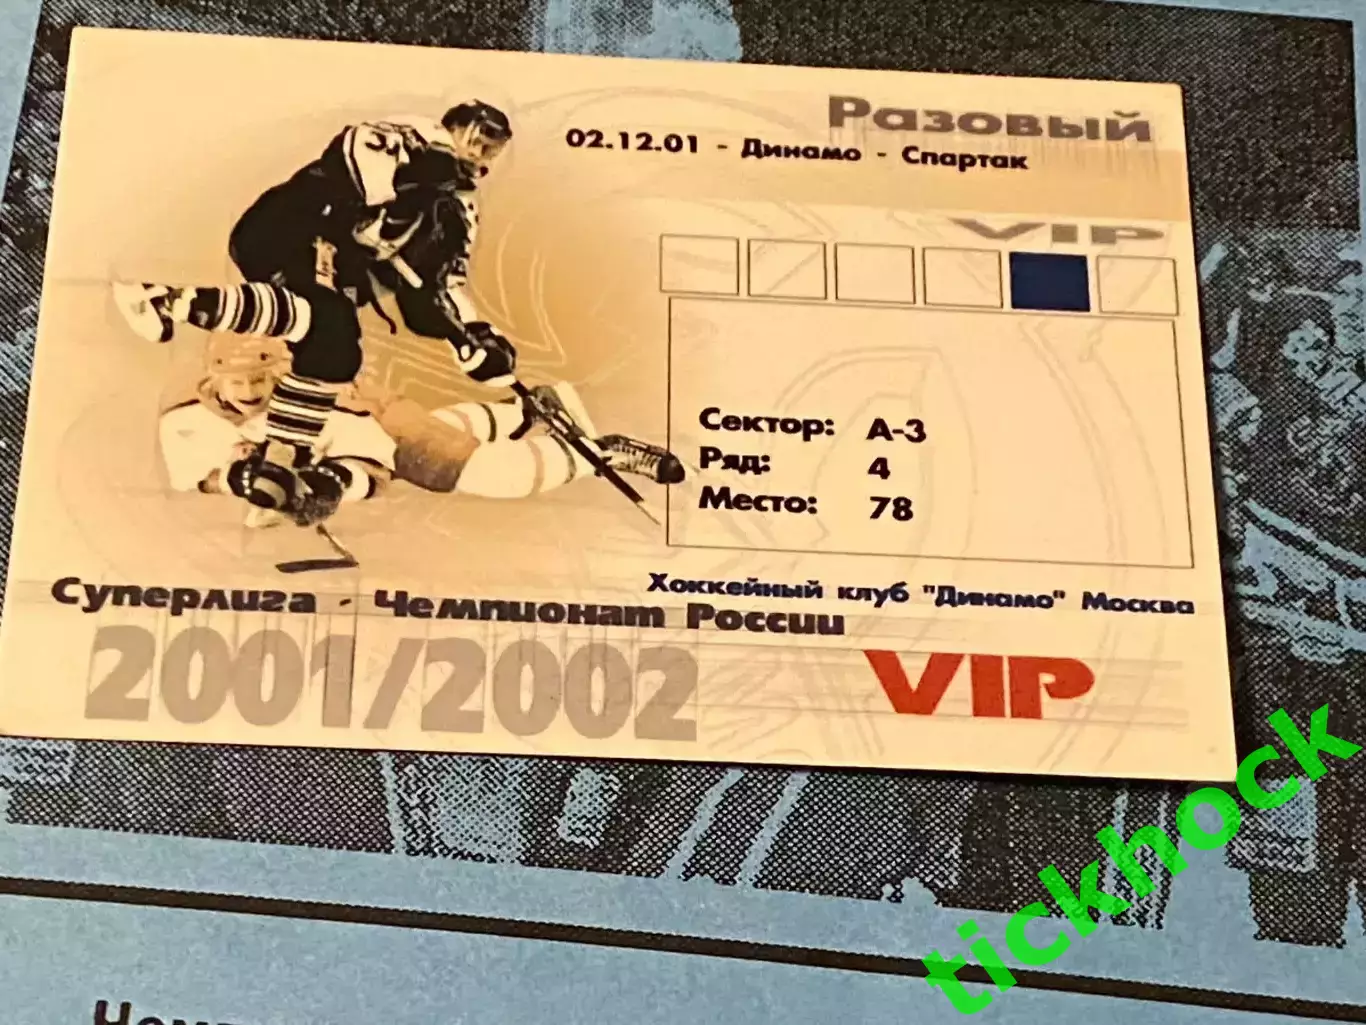 Разовый
02.12.01 - Динамо - Спартак
VIP
Сектор: А-3
Ряд: 4
Место: 78
Хоккейный клуб "Динамо" Москва
Суперлига - Чемпионат России
2001/2002
VIP
tickhock